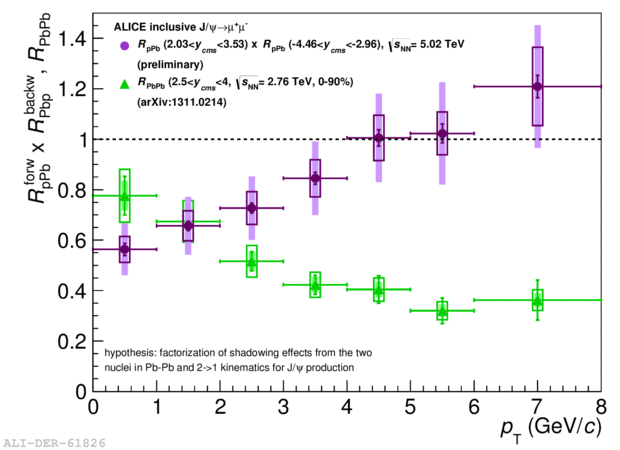 ALICE inclusive J/ψ→μ⁺μ⁻
R_pPb (2.03<y_cms<3.53) x R_pPb (-4.46<y_cms<-2.96), √s_NN= 5.02 TeV
(preliminary)
R_PbPb (2.5<y_cms<4, √s_NN= 2.76 TeV, 0-90%)
(arXiv:1311.0214)
R_pPb^forw x R_Pbp^backw, R_PbPb
1.4
1.2
1
0.8
0.6
0.4
0.2
0
hypothesis: factorization of shadowing effects from the two
nuclei in Pb-Pb and 2->1 kinematics for J/ψ production
0 1 2 3 4 5 6 7 8
p_T (GeV/c)
ALI-DER-61826